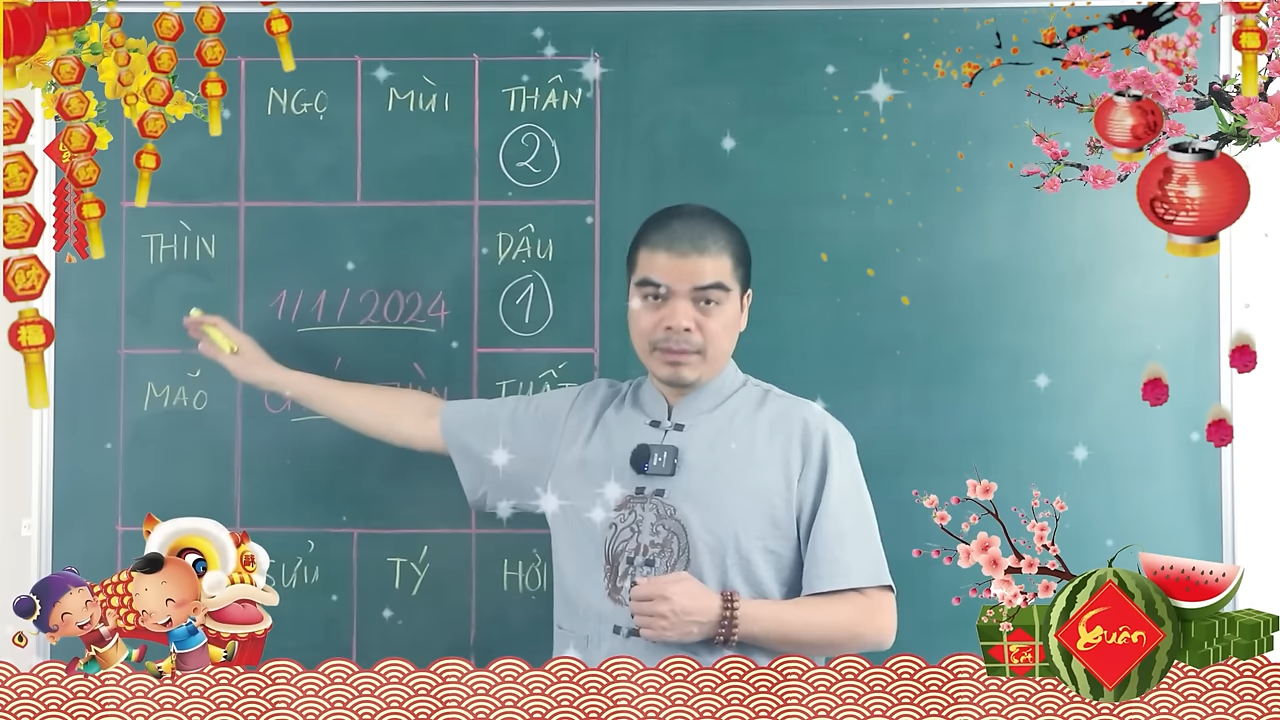 NGỌ
MÙI
THÂN
2
THÌN
DẬU
1/1/2024
1
MÃO
SỬU
TÝ
HỢI
Xuân
Tết